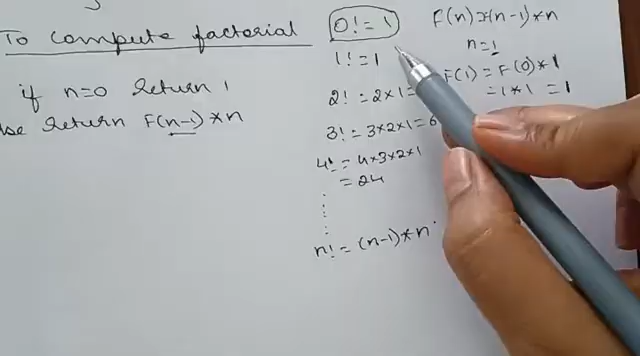 To compute factorial
if n=0 return 1
else return F(n-1)*n
0! = 1
1! = 1
2! = 2×1=
3! = 3×2×1=6
4! = 4×3×2×1
= 24
n! = (n-1)*n
F(n)=(n-1)*n
n=1
F(1) = F(0)*1
= 1*1 = 1